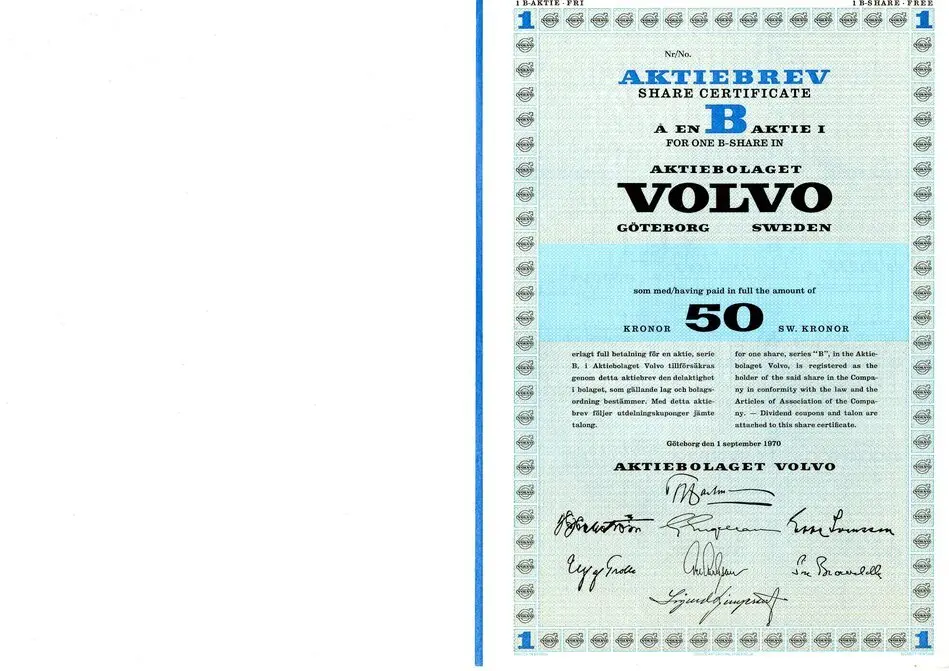 1 B-AKTIE - FRI
1 B-SHARE - FREE
1
1
Nr/No.
AKTIEBREV
SHARE CERTIFICATE
À EN B AKTIE I
FOR ONE B-SHARE IN
AKTIEBOLAGET
VOLVO
GÖTEBORG SWEDEN
som med/having paid in full the amount of
KRONOR 50 SW. KRONOR
erlagt full betalning för en aktie, serie
B, i Aktiebolaget Volvo tillförsäkras
genom detta aktiebrev den delaktighet
i bolaget, som gällande lag och bolags-
ordning bestämmer. Med detta aktie-
brev följer utdelningskuponger jämte
talong.
for one share, series "B", in the Aktie-
bolaget Volvo, is registered as the
holder of the said share in the Compa-
ny in conformity with the law and the
Articles of Association of the Compa-
ny. — Dividend coupons and talon are
attached to this share certificate.
Göteborg den 1 september 1970
AKTIEBOLAGET VOLVO
1
1